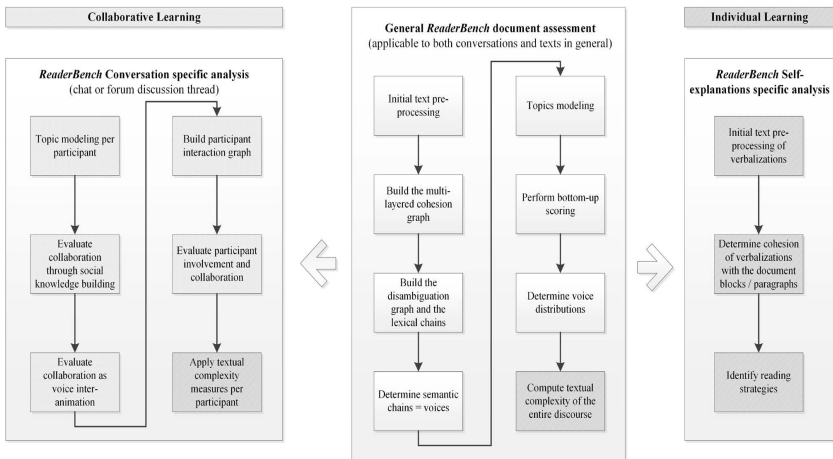 Collaborative Learning
ReaderBench Conversation specific analysis
(chat or forum discussion thread)
Topic modeling per
participant
Evaluate
collaboration
through social
knowledge building
Evaluate
collaboration as
voice inter-
animation
Build participant
interaction graph
Evaluate participant
involvement and
collaboration
Apply textual
complexity
measures per
participant
General ReaderBench document assessment
(applicable to both conversations and texts in general)
Initial text pre-
processing
Build the multi-
layered cohesion
graph
Build the
disambiguation
graph and the
lexical chains
Determine semantic
chains = voices
Topics modeling
Perform bottom-up
scoring
Determine voice
distributions
Compute textual
complexity of the
entire discourse
Individual Learning
ReaderBench Self-
explanations specific analysis
Initial text pre-
processing of
verbalizations
Determine cohesion
of verbalizations
with the document
blocks / paragraphs
Identify reading
strategies